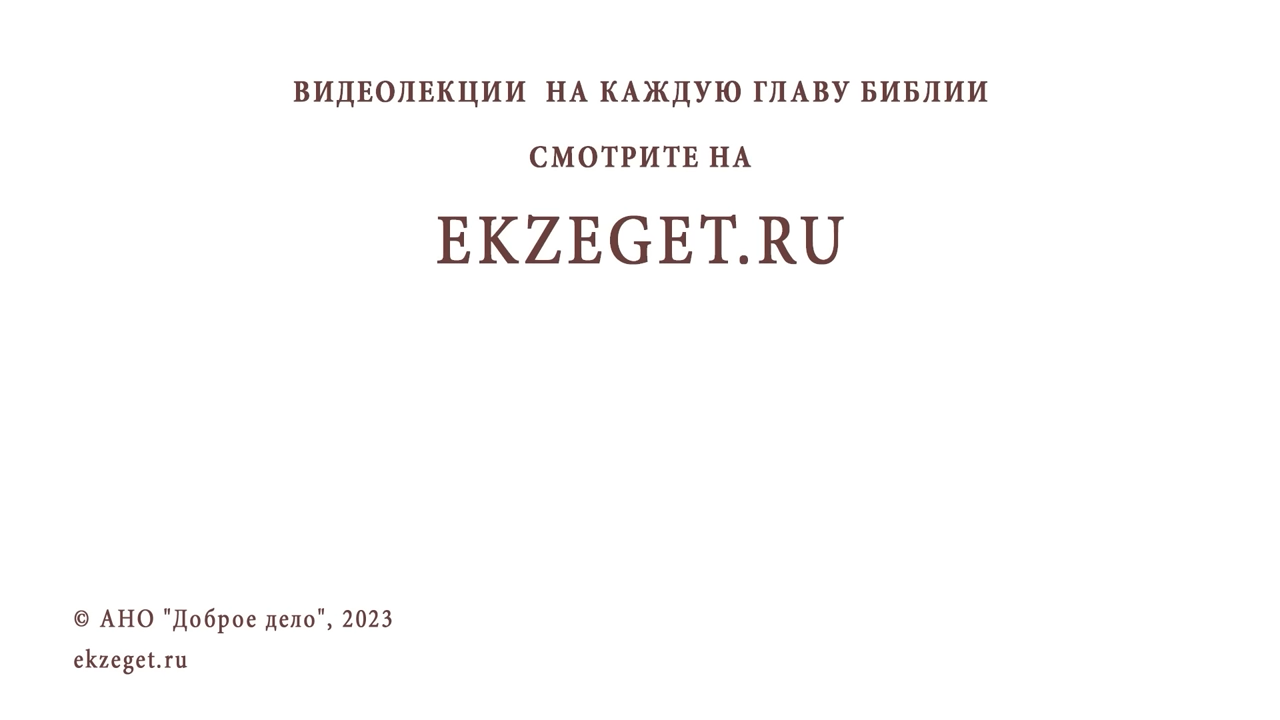 ВИДЕОЛЕКЦИИ НА КАЖДУЮ ГЛАВУ БИБЛИИ
СМОТРИТЕ НА
EKZEGET.RU
© АНО "Доброе дело", 2023
ekzeget.ru